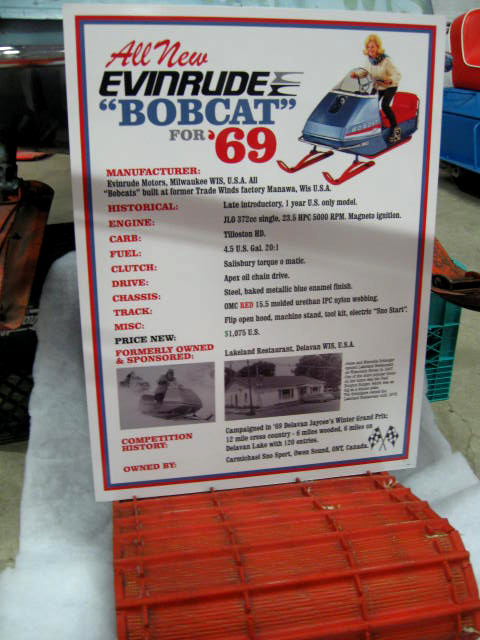 All New
EVINRUDE
"BOBCAT"
FOR '69
MANUFACTURER:
Evinrude Motors, Milwaukee WIS, U.S.A. All
"Bobcats" built at former Trade Winds factory Manawa, Wis U.S.A.
HISTORICAL: Late introductory, 1 year U.S. only model.
ENGINE: JLO 372cc single, 23.5 HPC 5000 RPM. Magneto ignition.
CARB: Tilloston HD.
FUEL: 4.5 U.S. Gal. 20:1
CLUTCH: Salisbury torque o matic.
DRIVE: Apex oil chain drive.
CHASSIS: Steel, baked metallic blue enamel finish.
TRACK: OMC RED 15.5 molded urethan IPC nylon webbing.
MISC: Flip open hood, machine stand, tool kit, electric "Sno Start".
PRICE NEW: $1,075 U.S.
FORMERLY OWNED
& SPONSORED: Lakeland Restaurant, Delavan WIS, U.S.A.
COMPETITION
HISTORY:
Campaigned in '69 Delavan Jaycee's Winter Grand Prix;
12 mile cross country - 6 miles wooded, 6 miles on
Delavan Lake with 120 entries.
OWNED BY: Carmichael Sno Sport, Owen Sound, ONT, Canada.